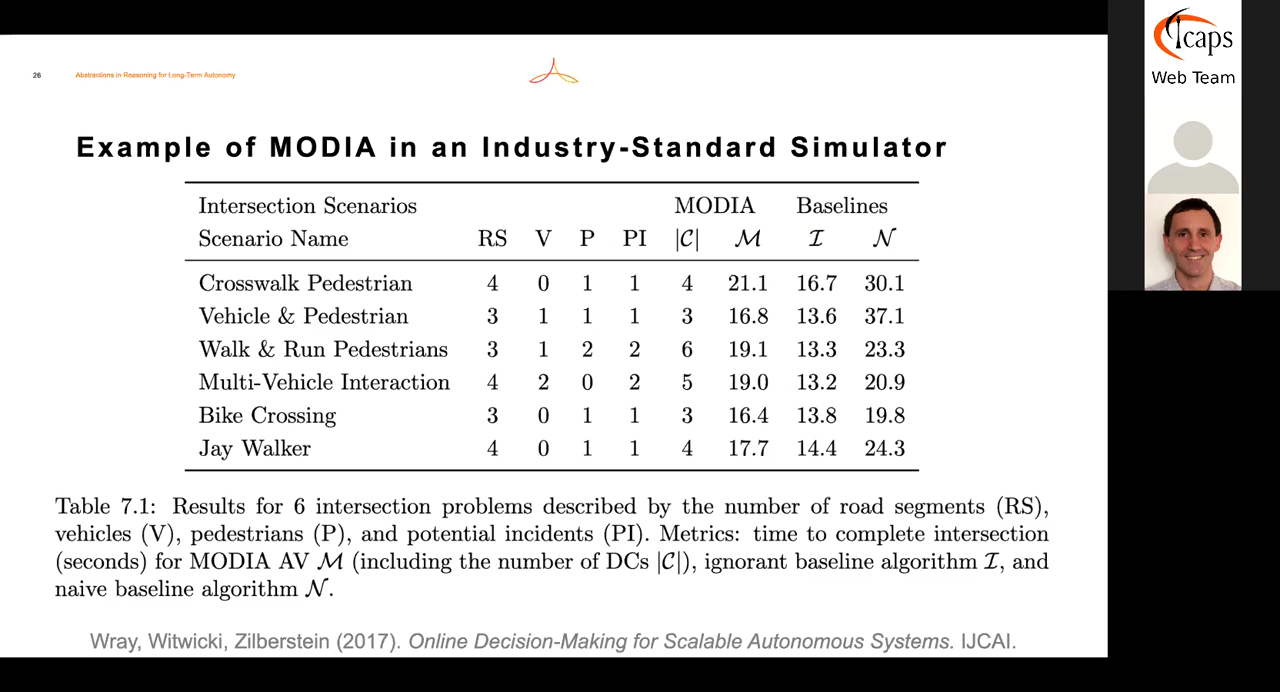 26 Abstractions in Reasoning for Long-Term Autonomy
Example of MODIA in an Industry-Standard Simulator
Intersection Scenarios MODIA Baselines
Scenario Name RS V P PI |𝒞| ℳ ℐ 𝒩
Crosswalk Pedestrian 4 0 1 1 4 21.1 16.7 30.1
Vehicle & Pedestrian 3 1 1 1 3 16.8 13.6 37.1
Walk & Run Pedestrians 3 1 2 2 6 19.1 13.3 23.3
Multi-Vehicle Interaction 4 2 0 2 5 19.0 13.2 20.9
Bike Crossing 3 0 1 1 3 16.4 13.8 19.8
Jay Walker 4 0 1 1 4 17.7 14.4 24.3
Table 7.1: Results for 6 intersection problems described by the number of road segments (RS),
vehicles (V), pedestrians (P), and potential incidents (PI). Metrics: time to complete intersection
(seconds) for MODIA AV ℳ (including the number of DCs |𝒞|), ignorant baseline algorithm ℐ, and
naive baseline algorithm 𝒩.
Wray, Witwicki, Zilberstein (2017). Online Decision-Making for Scalable Autonomous Systems. IJCAI.
Icaps
Web Team